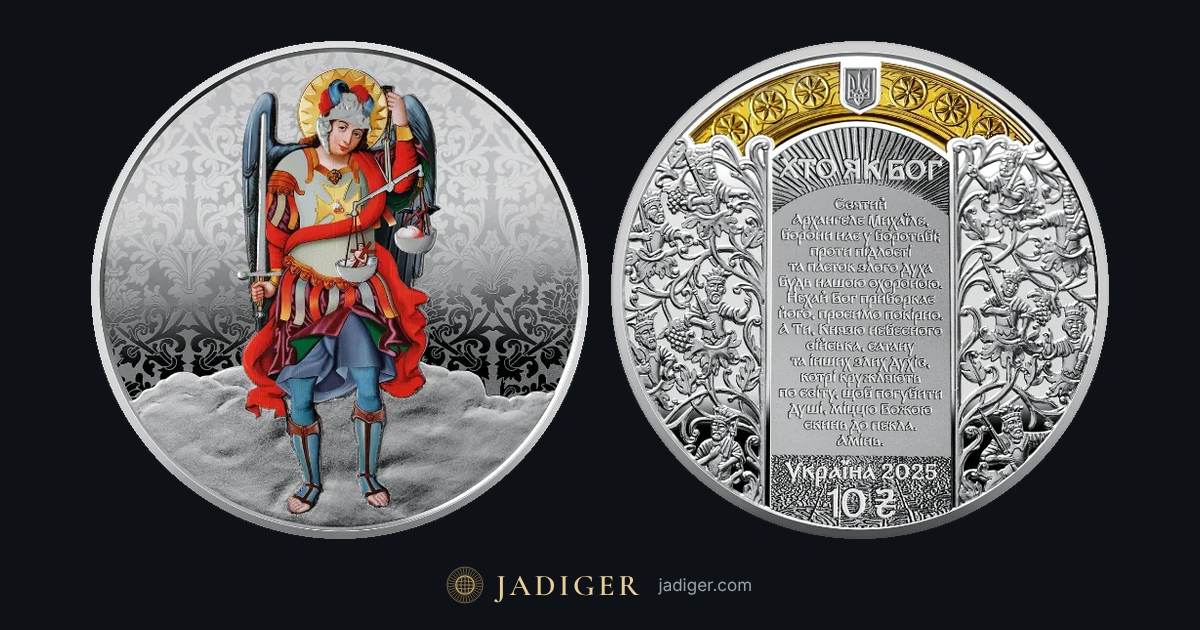 ХТО ЯК БОГ
Святий
Архангеле Михаїле,
борони нас у боротьбі;
проти підлості
та пасток злого духа
будь нашою охороною.
Нехай Бог приборкає
його, просимо покірно.
А Ти, Князю небесного
війська, сатану
та інших злих духів,
котрі кружляють
по світу, щоб погубити
душі, міццю Божою
скинь до пекла.
Амінь.
Україна 2025
10 ₴
JADIGER jadiger.com